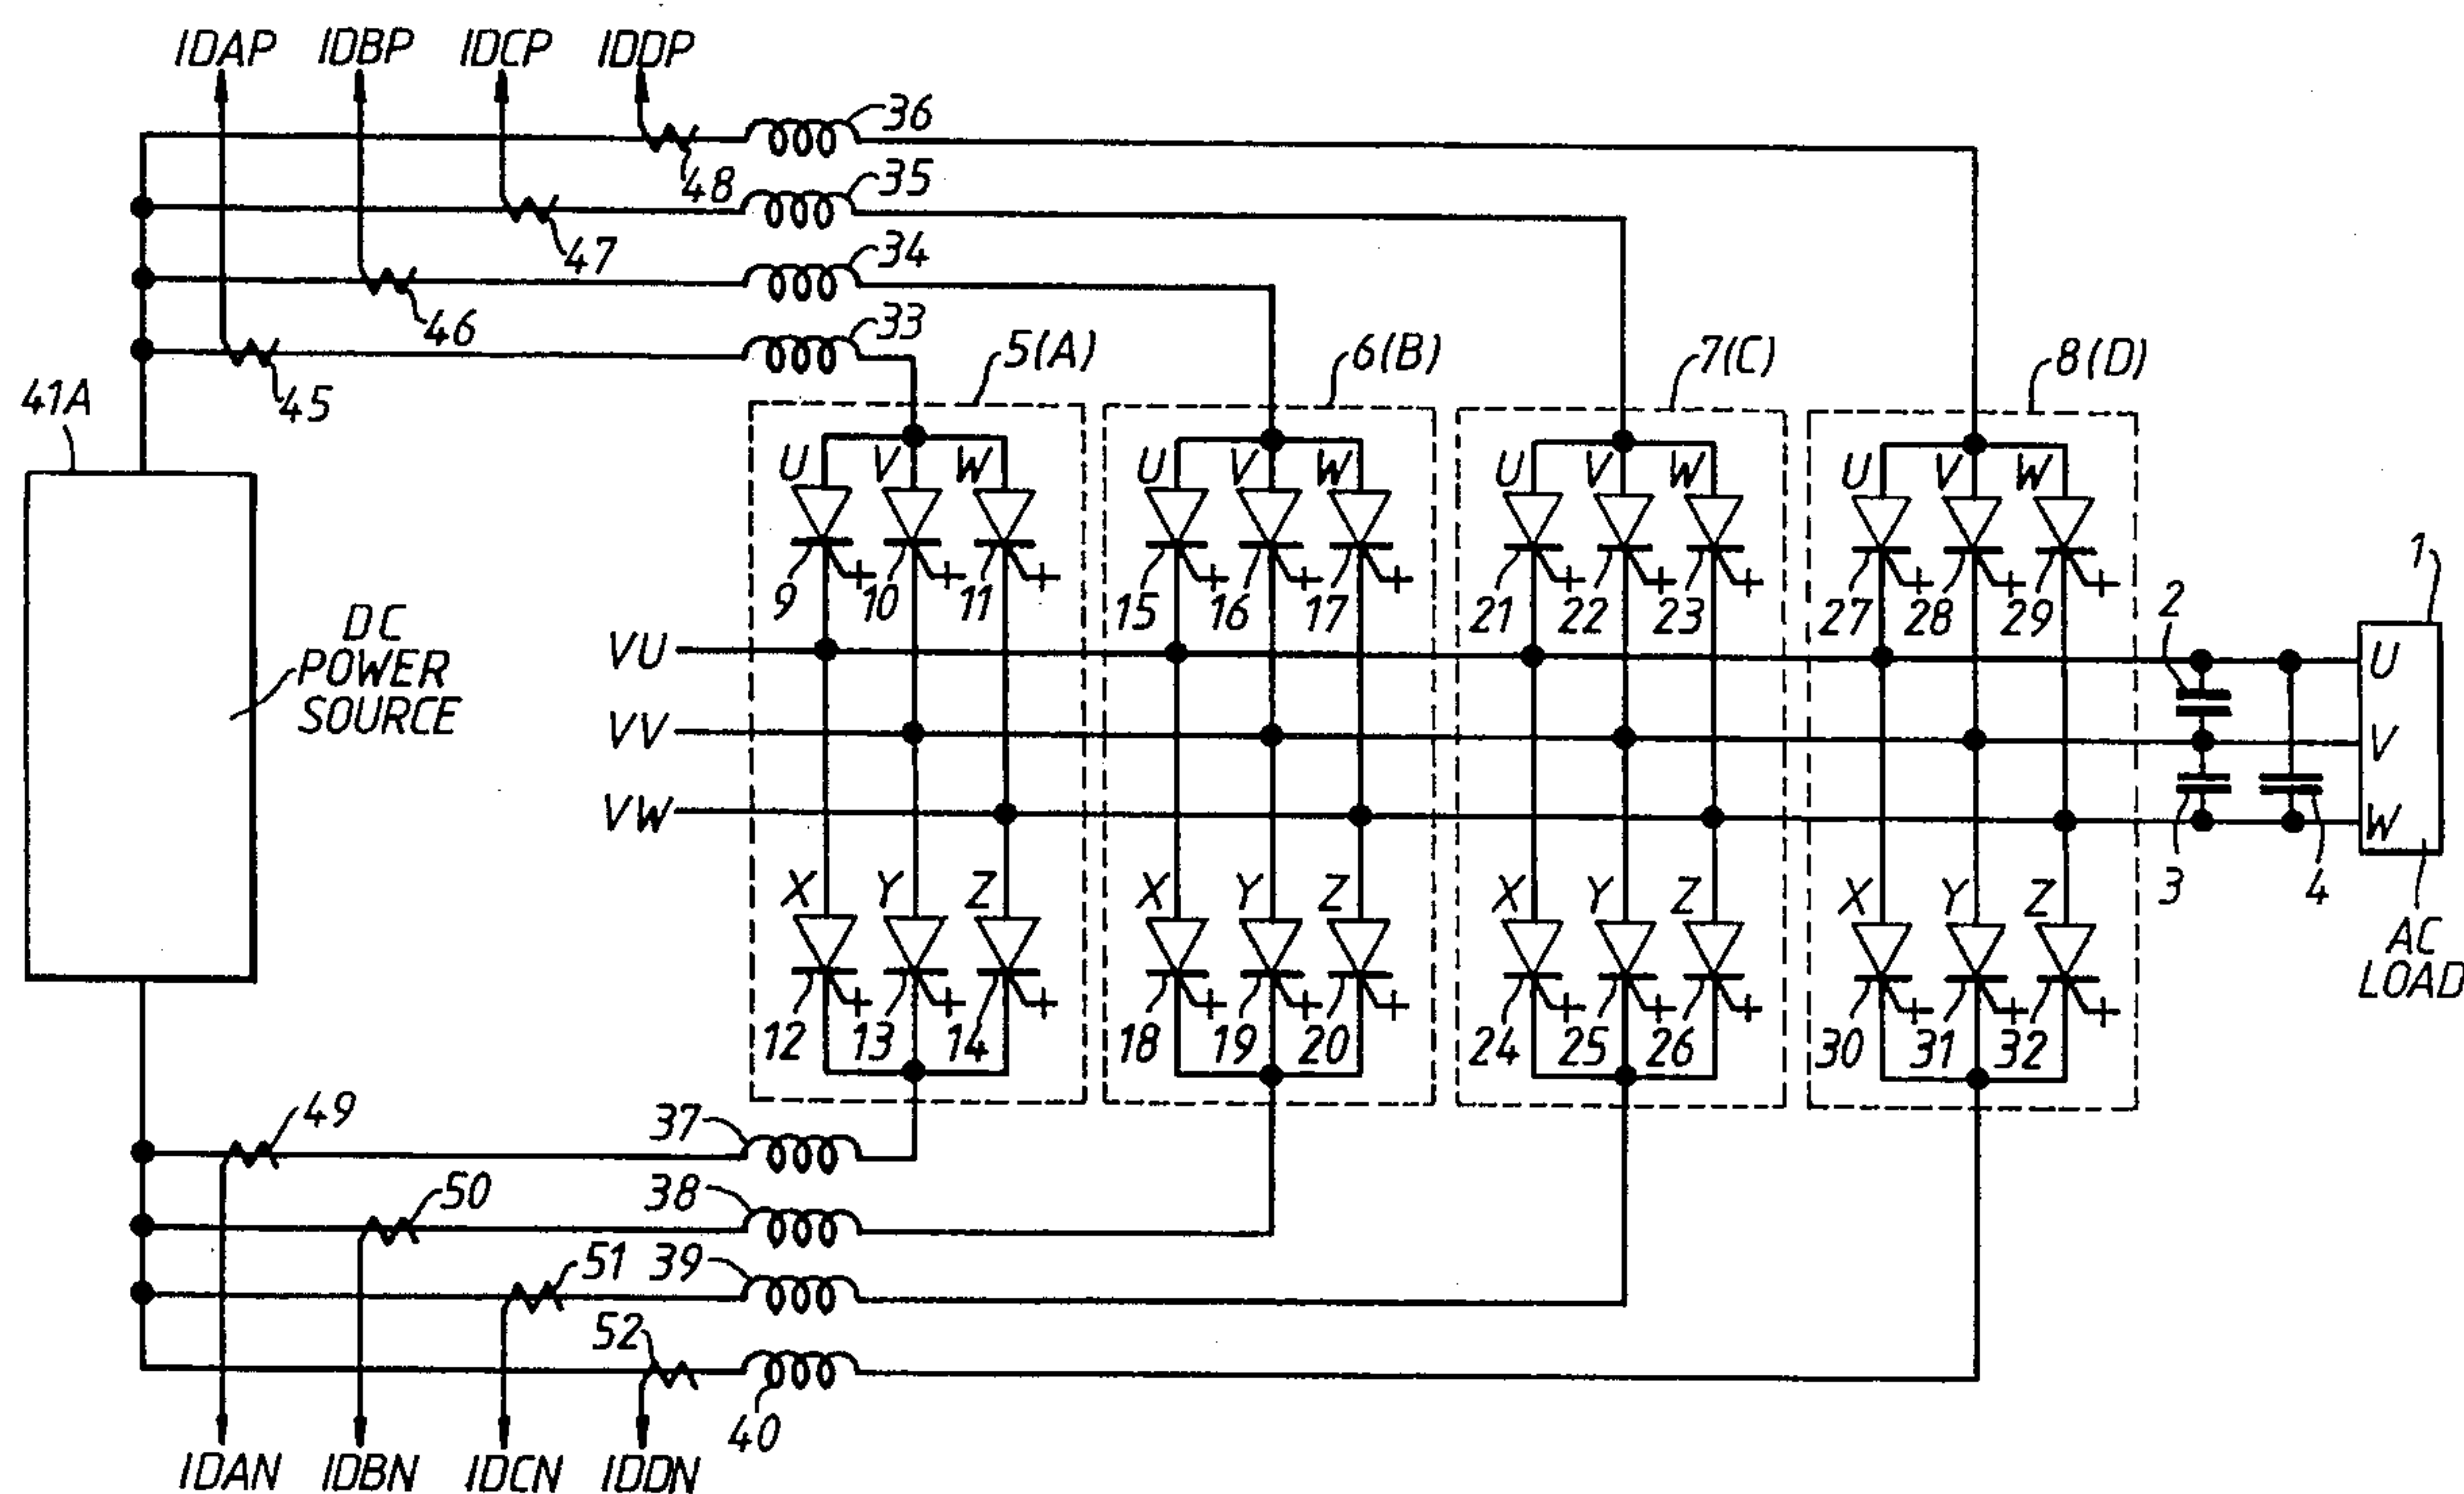 IDAP IDBP IDCP IDDP
36
48
35
47
34
46
33
45
5(A) 6(B) 7(C) 8(D)
41A
U V W U V W U V W U V W
9 10 11 15 16 17 21 22 23 27 28 29
1
2
DC
POWER
SOURCE
VU
U
VV
V
VW
W
3 4
X Y Z X Y Z X Y Z X Y Z
AC
LOAD
12 13 14 18 19 20 24 25 26 30 31 32
49
37
50
38
51
39
52
40
IDAN IDBN IDCN IDDN